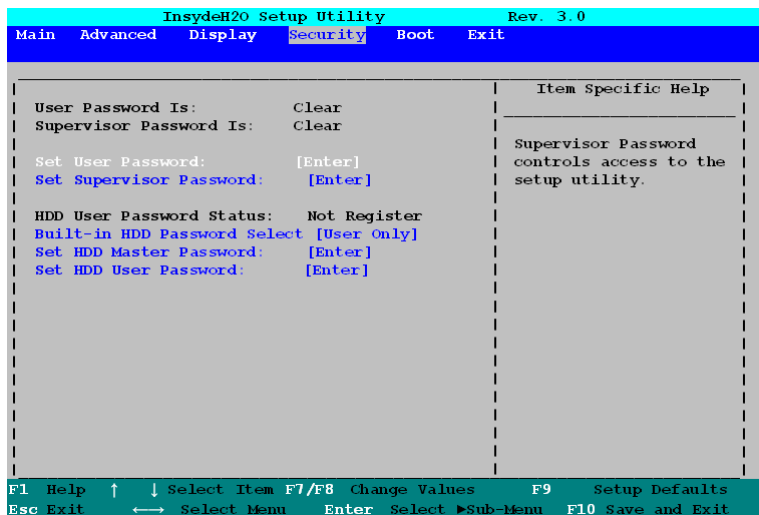 InsydeH2O Setup Utility Rev. 3.0
Main Advanced Display Security Boot Exit
Item Specific Help
User Password Is: Clear
Supervisor Password Is: Clear
Supervisor Password
controls access to the
setup utility.
Set User Password: [Enter]
Set Supervisor Password: [Enter]
HDD User Password Status: Not Register
Built-in HDD Password Select [User Only]
Set HDD Master Password: [Enter]
Set HDD User Password: [Enter]
F1 Help ↑ ↓ Select Item F7/F8 Change Values F9 Setup Defaults
Esc Exit ←→ Select Menu Enter Select ▶Sub-Menu F10 Save and Exit